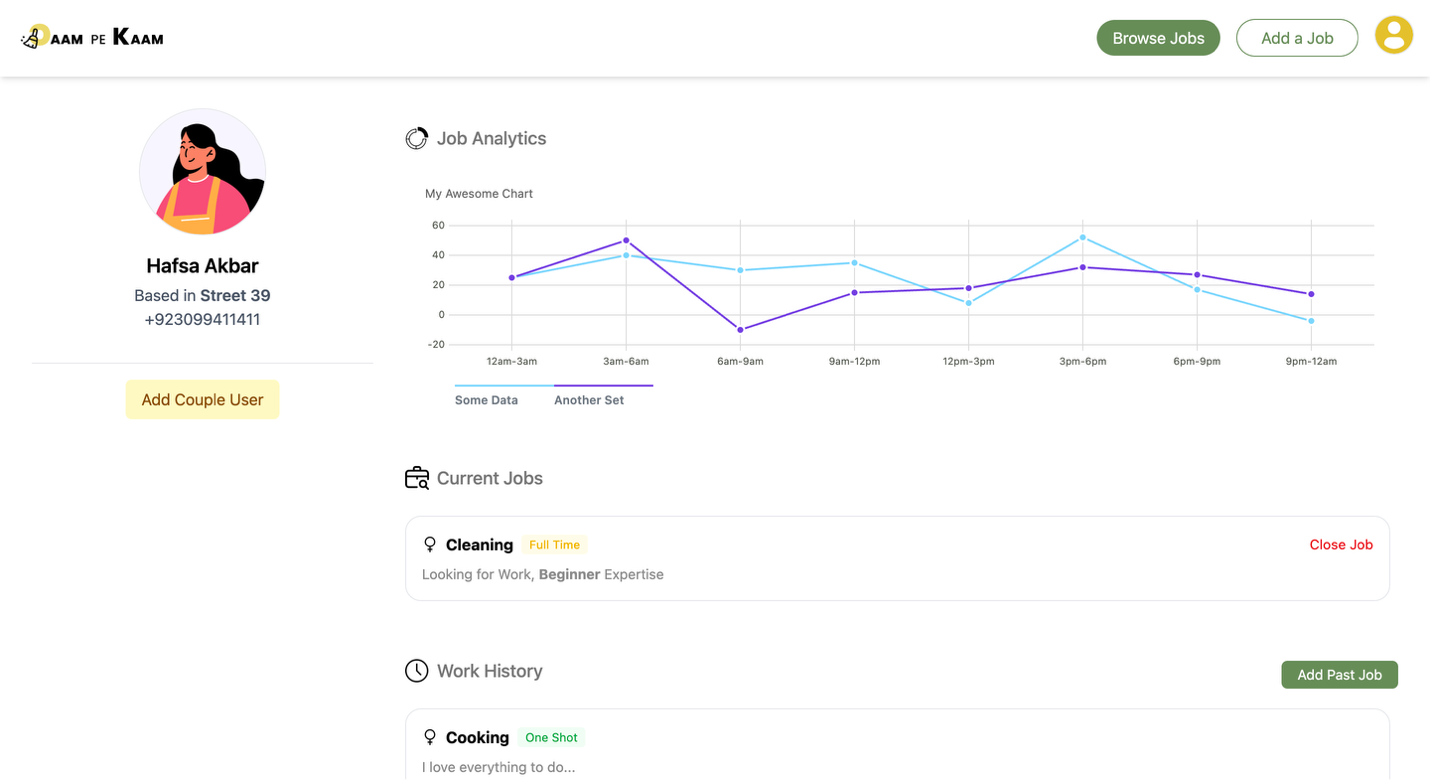 DAAM PE KAAM
Browse Jobs
Add a Job
Hafsa Akbar
Based in Street 39
+923099411411
Add Couple User
Job Analytics
My Awesome Chart
60
40
20
0
-20
12am-3am 3am-6am 6am-9am 9am-12pm 12pm-3pm 3pm-6pm 6pm-9pm 9pm-12am
Some Data Another Set
Current Jobs
Cleaning Full Time Close Job
Looking for Work, Beginner Expertise
Work History Add Past Job
Cooking One Shot
I love everything to do...